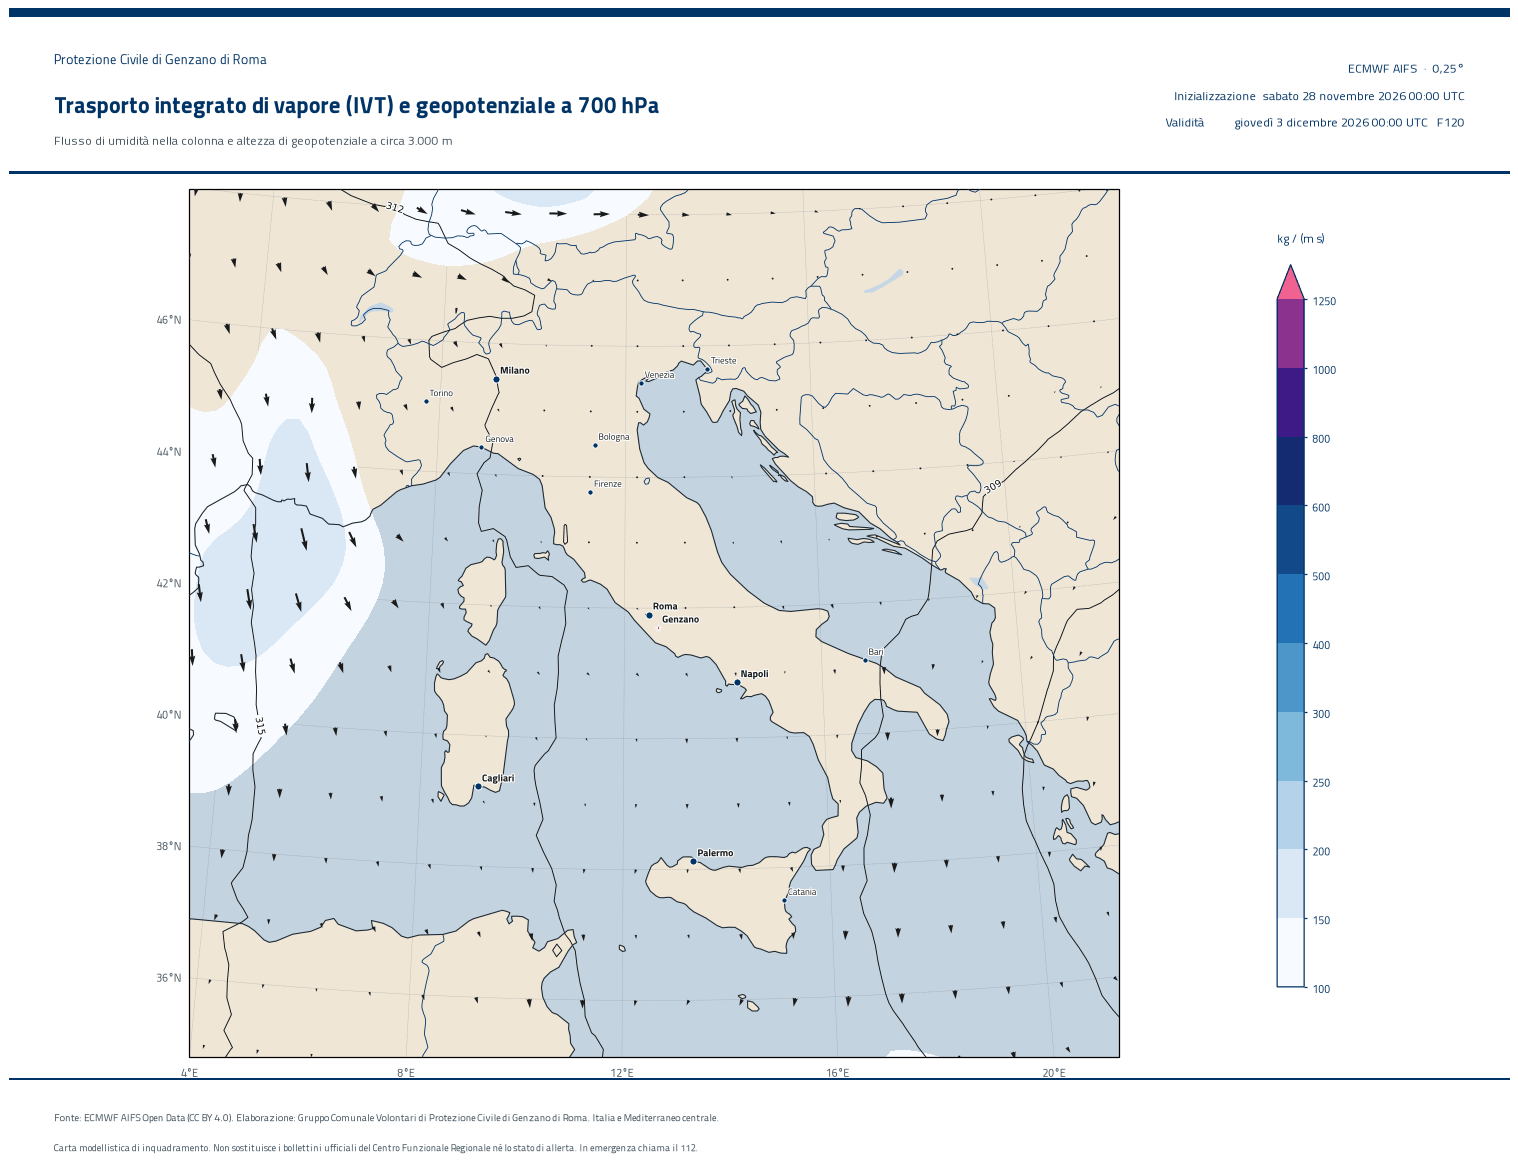 Protezione Civile di Genzano di Roma
Trasporto integrato di vapore (IVT) e geopotenziale a 700 hPa
Flusso di umidità nella colonna e altezza di geopotenziale a circa 3.000 m
ECMWF AIFS · 0,25°
Inizializzazione sabato 28 novembre 2026 00:00 UTC
Validità giovedì 3 dicembre 2026 00:00 UTC F120
312
46°N
Milano
Torino
Venezia
Trieste
44°N
Genova
Bologna
Firenze
309
42°N
Roma
Genzano
Bari
Napoli
40°N
315
Cagliari
38°N
Palermo
Catania
36°N
4°E
8°E
12°E
16°E
20°E
kg / (m s)
1250
1000
800
600
500
400
300
250
200
150
100
Fonte: ECMWF AIFS Open Data (CC BY 4.0). Elaborazione: Gruppo Comunale Volontari di Protezione Civile di Genzano di Roma. Italia e Mediterraneo centrale.
Carta modellistica di inquadramento. Non sostituisce i bollettini ufficiali del Centro Funzionale Regionale né lo stato di allerta. In emergenza chiama il 112.